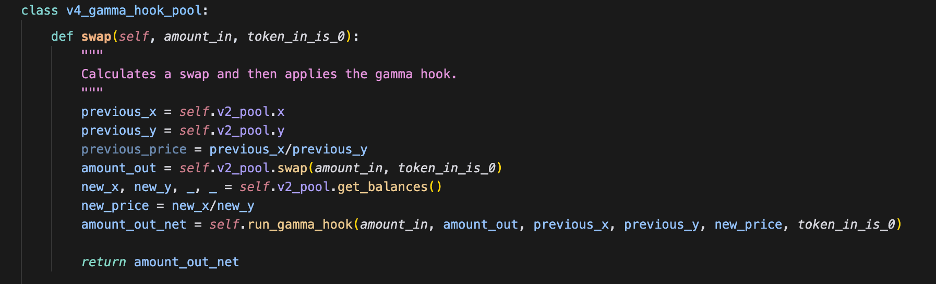 class v4_gamma_hook_pool:
def swap(self, amount_in, token_in_is_0):
"""
Calculates a swap and then applies the gamma hook.
"""
previous_x = self.v2_pool.x
previous_y = self.v2_pool.y
previous_price = previous_x/previous_y
amount_out = self.v2_pool.swap(amount_in, token_in_is_0)
new_x, new_y, _, _ = self.v2_pool.get_balances()
new_price = new_x/new_y
amount_out_net = self.run_gamma_hook(amount_in, amount_out, previous_x, previous_y, new_price, token_in_is_0)
return amount_out_net